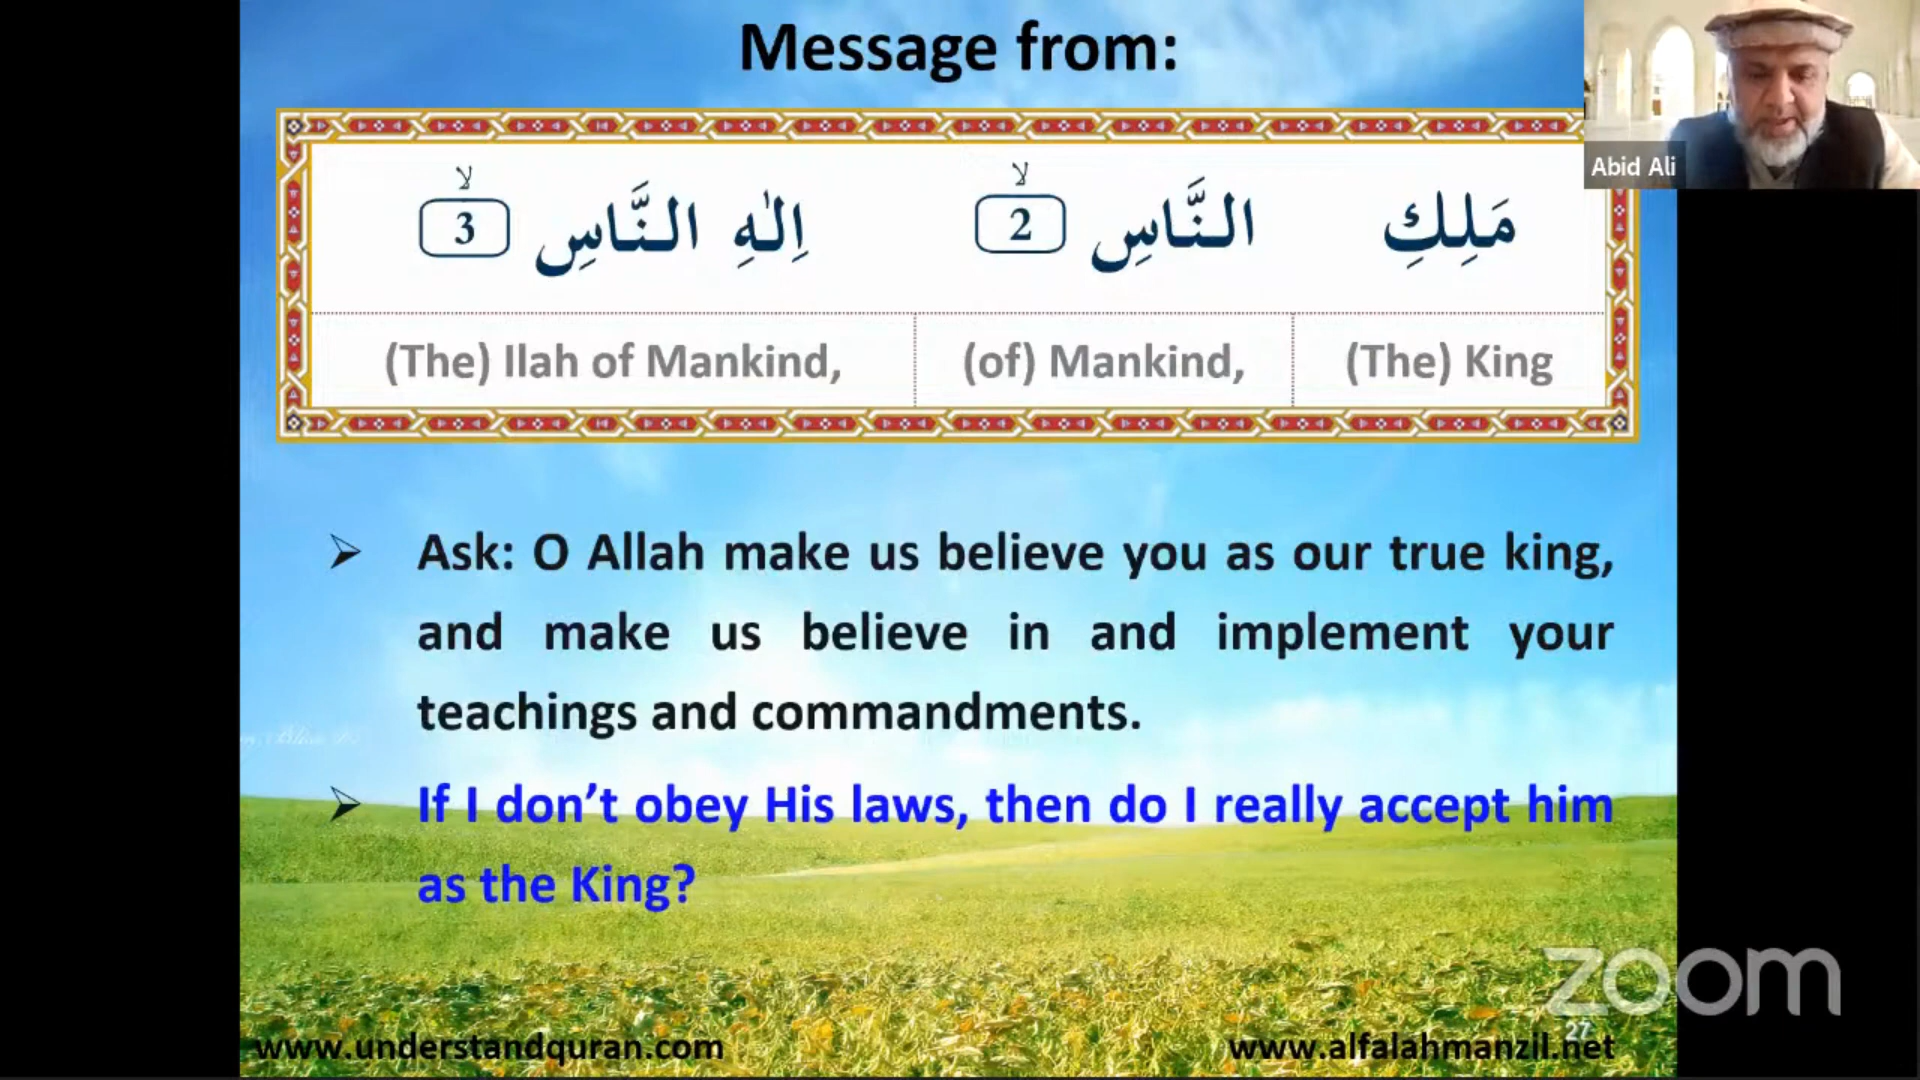 Message from:
Abid Ali
مَلِكِ النَّاسِ ۙ 2 اِلٰهِ النَّاسِ ۙ 3
(The) Ilah of Mankind, (of) Mankind, (The) King
➢ Ask: O Allah make us believe you as our true king,
and make us believe in and implement your
teachings and commandments.
➢ If I don’t obey His laws, then do I really accept him
as the King?
zoom
27
www.understandquran.com www.alfalahmanzil.net